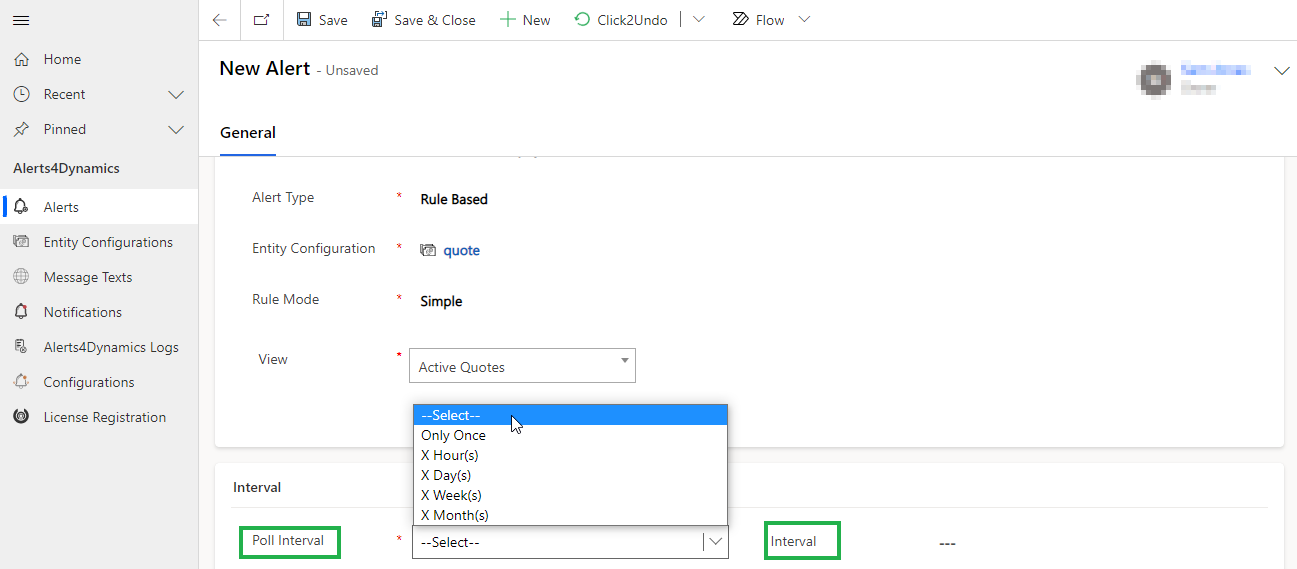 Save
Save & Close
New
Click2Undo
Flow
Home
Recent
Pinned
Alerts4Dynamics
Alerts
Entity Configurations
Message Texts
Notifications
Alerts4Dynamics Logs
Configurations
License Registration
New Alert - Unsaved
General
Alert Type * Rule Based
Entity Configuration * quote
Rule Mode * Simple
View * Active Quotes
--Select--
Only Once
X Hour(s)
X Day(s)
X Week(s)
X Month(s)
Interval
Poll Interval * --Select--
Interval ---